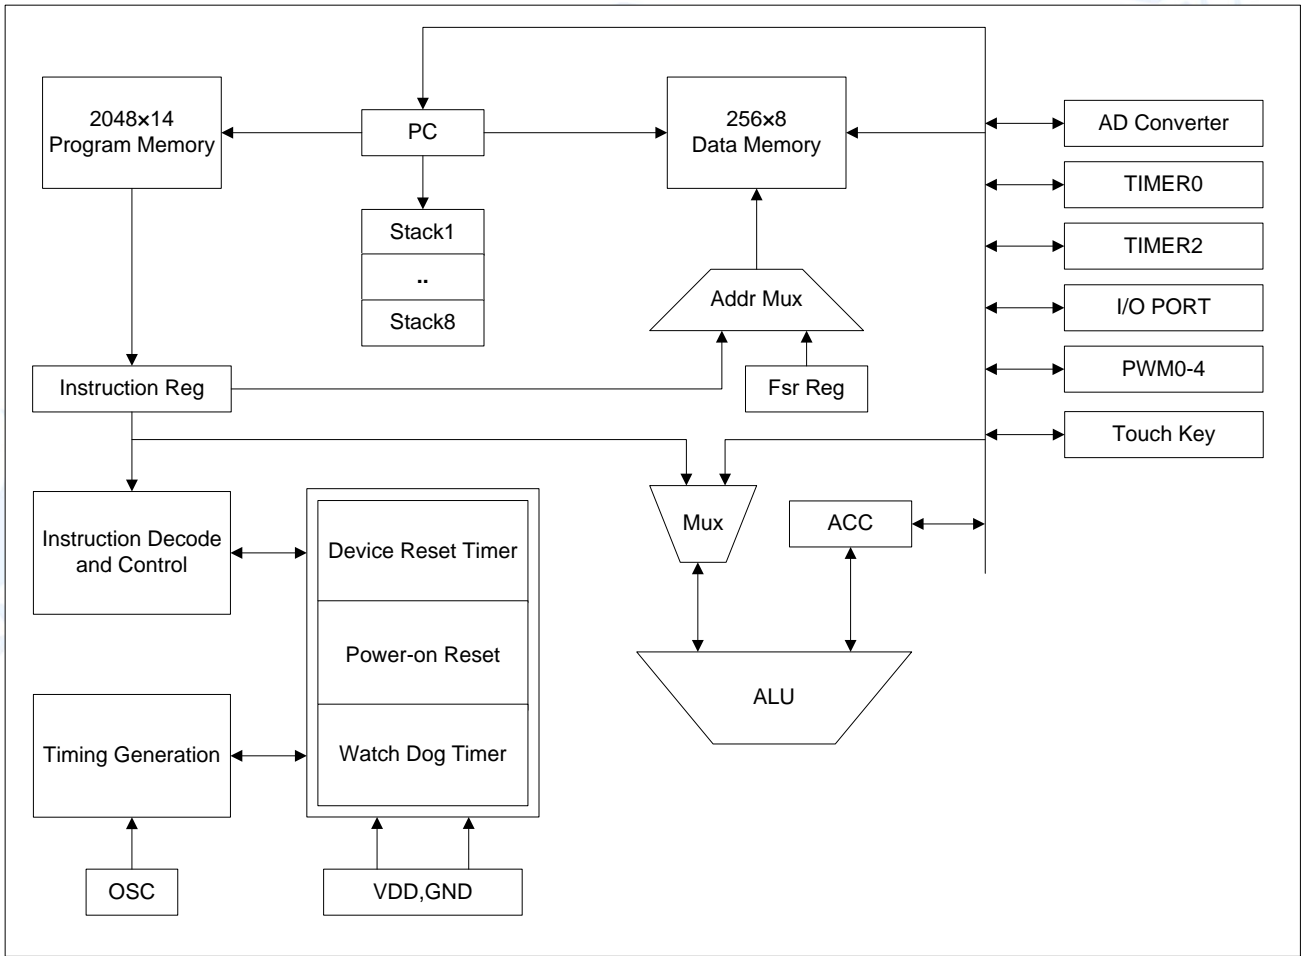 2048×14
Program Memory
PC
256×8
Data Memory
AD Converter
TIMER0
TIMER2
I/O PORT
PWM0-4
Touch Key
Stack1
..
Stack8
Addr Mux
Instruction Reg
Fsr Reg
Mux
ACC
Instruction Decode
and Control
Device Reset Timer
Power-on Reset
Watch Dog Timer
ALU
Timing Generation
OSC
VDD,GND